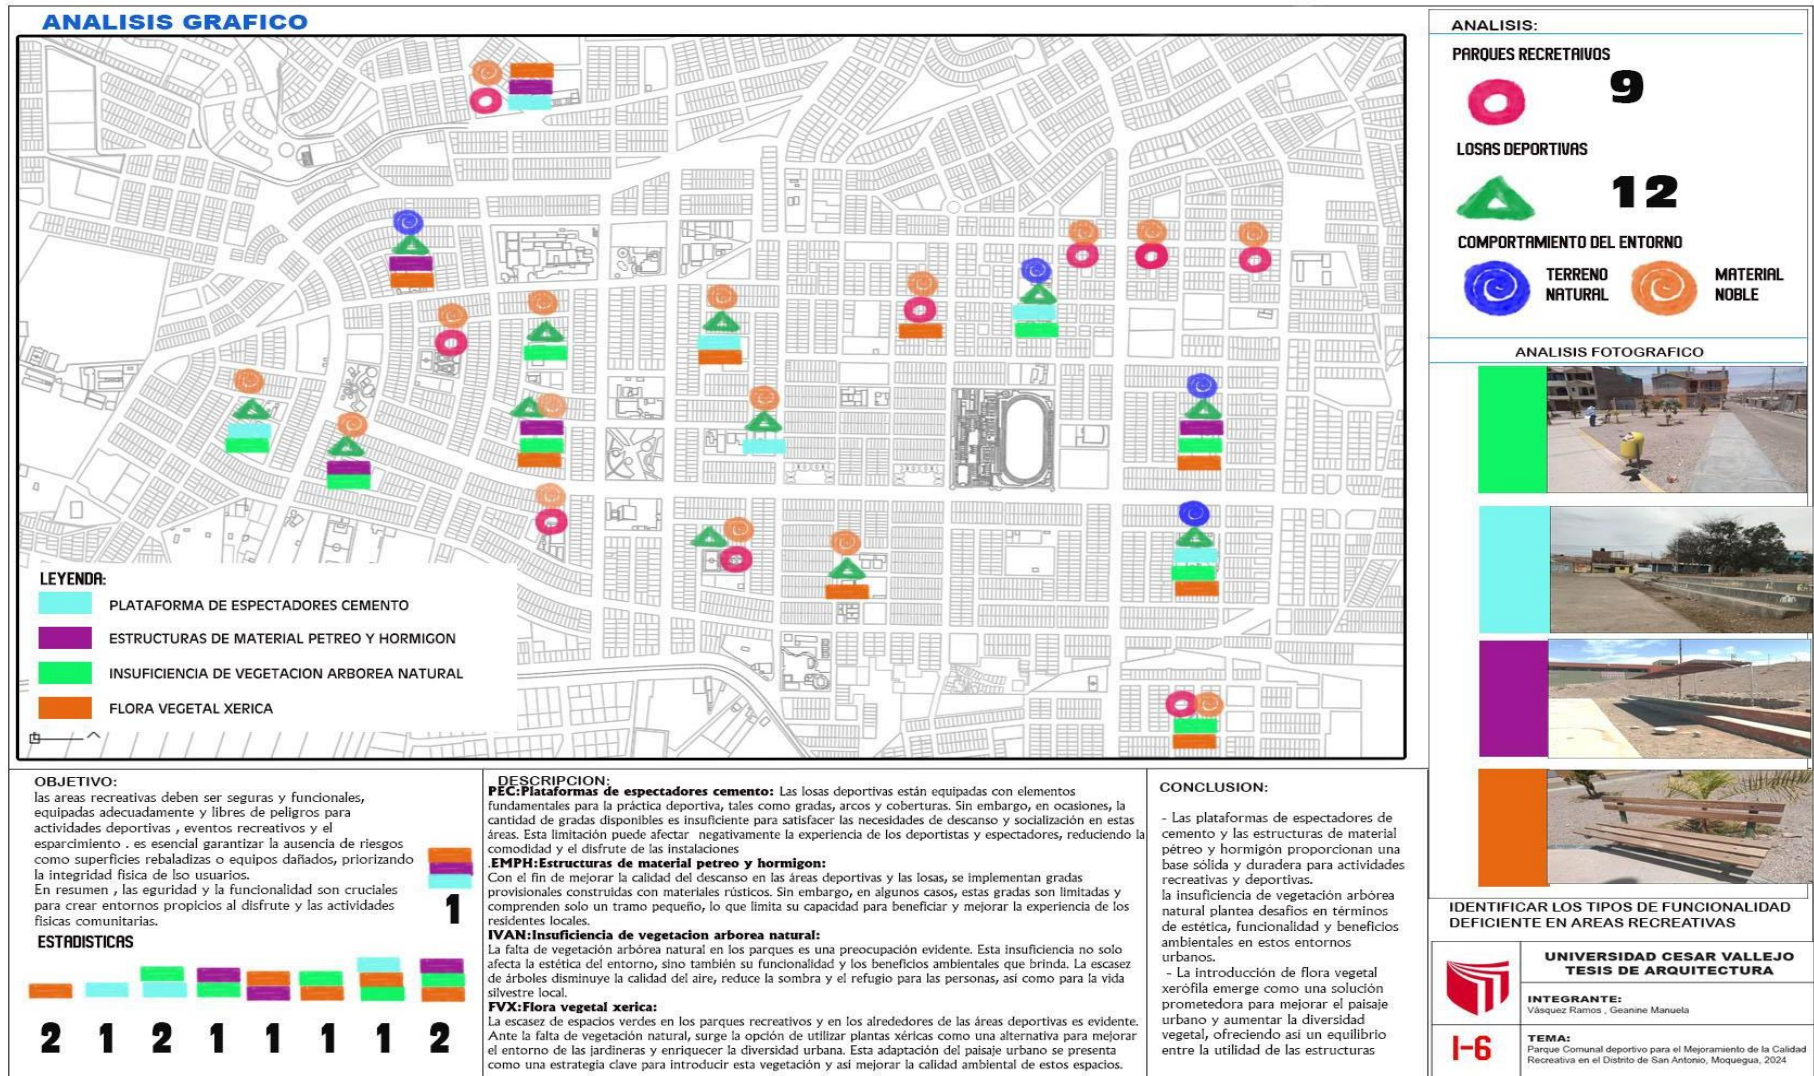 ANALISIS GRAFICO
LEYENDA:
PLATAFORMA DE ESPECTADORES CEMENTO
ESTRUCTURAS DE MATERIAL PETREO Y HORMIGON
INSUFICIENCIA DE VEGETACION ARBOREA NATURAL
FLORA VEGETAL XERICA
ANALISIS:
PARQUES RECRETAIVOS
9
LOSAS DEPORTIVAS
12
COMPORTAMIENTO DEL ENTORNO
TERRENO
NATURAL
MATERIAL
NOBLE
ANALISIS FOTOGRAFICO
IDENTIFICAR LOS TIPOS DE FUNCIONALIDAD
DEFICIENTE EN AREAS RECREATIVAS
OBJETIVO:
las areas recreativas deben ser seguras y funcionales,
equipadas adecuadamente y libres de peligros para
actividades deportivas , eventos recreativos y el
esparcimiento . es esencial garantizar la ausencia de riesgos
como superficies rebaladizas o equipos dañados, priorizando
la integridad fisica de lso usuarios.
En resumen , las eguridad y la funcionalidad son cruciales
para crear entornos propicios al disfrute y las actividades
fisicas comunitarias.
1
ESTADISTICAS
2 1 2 1 1 1 1 2
DESCRIPCION:
PEC:Plataformas de espectadores cemento: Las losas deportivas están equipadas con elementos
fundamentales para la práctica deportiva, tales como gradas, arcos y coberturas. Sin embargo, en ocasiones, la
cantidad de gradas disponibles es insuficiente para satisfacer las necesidades de descanso y socialización en estas
áreas. Esta limitación puede afectar negativamente la experiencia de los deportistas y espectadores, reduciendo la
comodidad y el disfrute de las instalaciones
.EMPH:Estructuras de material petreo y hormigon:
Con el fin de mejorar la calidad del descanso en las áreas deportivas y las losas, se implementan gradas
provisionales construidas con materiales rústicos. Sin embargo, en algunos casos, estas gradas son limitadas y
comprenden solo un tramo pequeño, lo que limita su capacidad para beneficiar y mejorar la experiencia de los
residentes locales.
IVAN:Insuficiencia de vegetacion arborea natural:
La falta de vegetación arbórea natural en los parques es una preocupación evidente. Esta insuficiencia no solo
afecta la estética del entorno, sino también su funcionalidad y los beneficios ambientales que brinda. La escasez
de árboles disminuye la calidad del aire, reduce la sombra y el refugio para las personas, así como para la vida
silvestre local.
FVX:Flora vegetal xerica:
La escasez de espacios verdes en los parques recreativos y en los alrededores de las áreas deportivas es evidente.
Ante la falta de vegetación natural, surge la opción de utilizar plantas xéricas como una alternativa para mejorar
el entorno de las jardineras y enriquecer la diversidad urbana. Esta adaptación del paisaje urbano se presenta
como una estrategia clave para introducir esta vegetación y así mejorar la calidad ambiental de estos espacios.
CONCLUSION:
- Las plataformas de espectadores de
cemento y las estructuras de material
pétreo y hormigón proporcionan una
base sólida y duradera para actividades
recreativas y deportivas.
la insuficiencia de vegetación arbórea
natural plantea desafíos en términos
de estética, funcionalidad y beneficios
ambientales en estos entornos
urbanos.
- La introducción de flora vegetal
xerófila emerge como una solución
prometedora para mejorar el paisaje
urbano y aumentar la diversidad
vegetal, ofreciendo así un equilibrio
entre la utilidad de las estructuras
UNIVERSIDAD CESAR VALLEJO
TESIS DE ARQUITECTURA
INTEGRANTE:
Vásquez Ramos , Geanine Manuela
I-6
TEMA:
Parque Comunal deportivo para el Mejoramiento de la Calidad
Recreativa en el Distrito de San Antonio, Moquegua, 2024